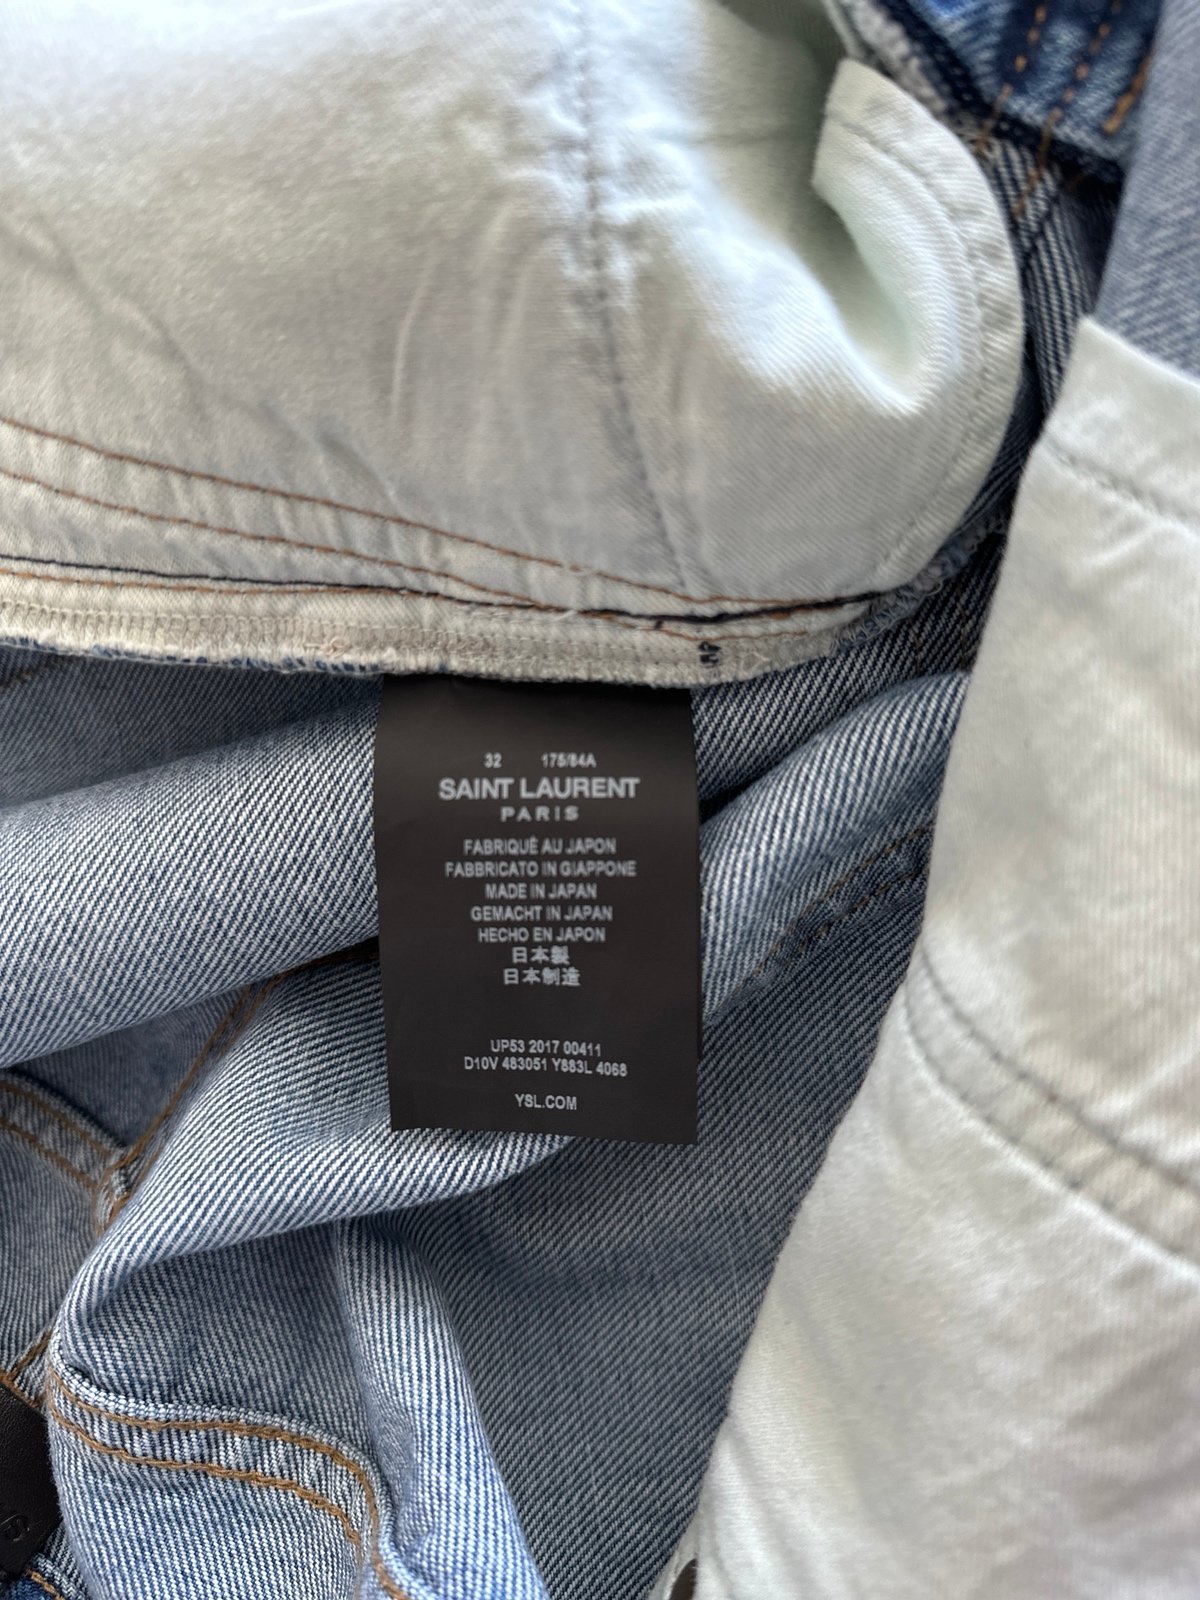 32 175/84A
SAINT LAURENT
PARIS
FABRIQUÉ AU JAPON
FABBRICATO IN GIAPPONE
MADE IN JAPAN
GEMACHT IN JAPAN
HECHO EN JAPON
日本製
日本制造
UP53 2017 00411
D10V 483051 Y883L 4068
YSL.COM